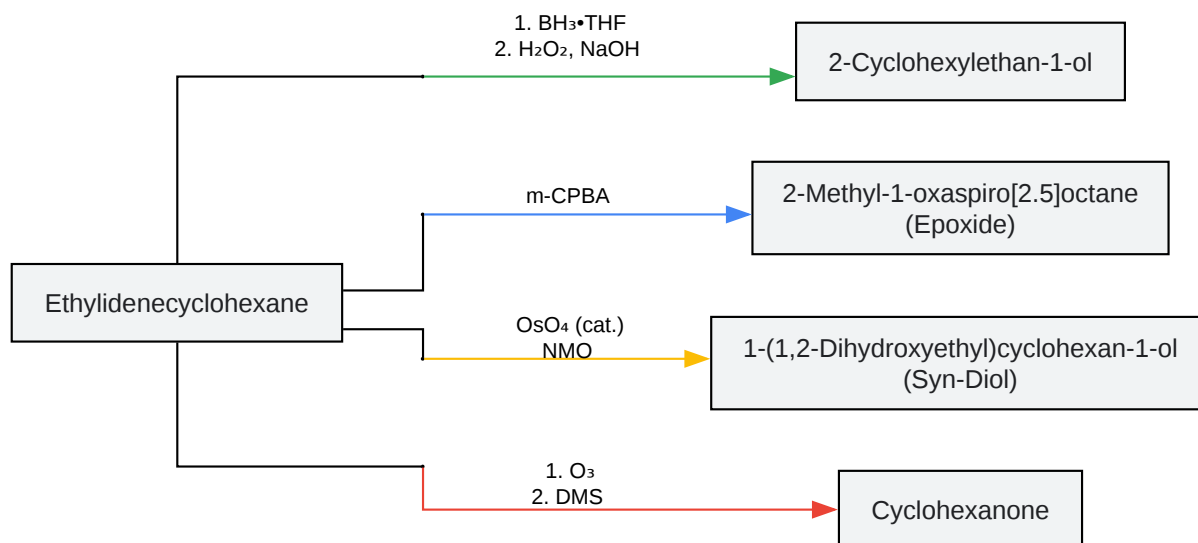 1. BH₃•THF
2. H₂O₂, NaOH
2-Cyclohexylethan-1-ol
m-CPBA
2-Methyl-1-oxaspiro[2.5]octane
(Epoxide)
Ethylidenecyclohexane
OsO₄ (cat.)
NMO
1-(1,2-Dihydroxyethyl)cyclohexan-1-ol
(Syn-Diol)
1. O₃
2. DMS
Cyclohexanone